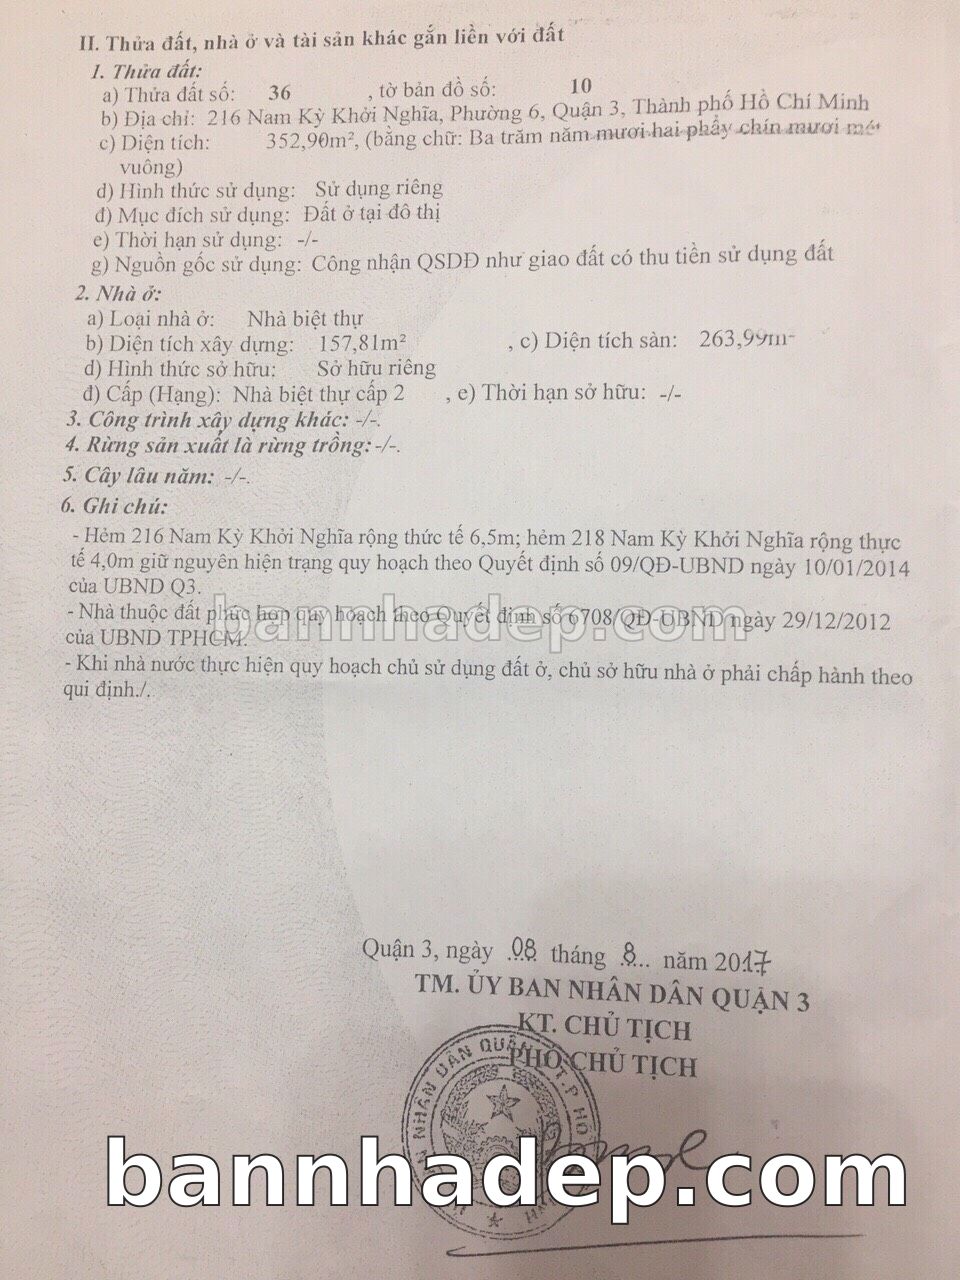 II. Thửa đất, nhà ở và tài sản khác gắn liền với đất
1. Thửa đất:
a) Thửa đất số: 36 , tờ bản đồ số: 10
b) Địa chỉ: 216 Nam Kỳ Khởi Nghĩa, Phường 6, Quận 3, Thành phố Hồ Chí Minh
c) Diện tích: 352,90m², (bằng chữ: Ba trăm năm mươi hai phẩy chín mươi mét
vuông)
d) Hình thức sử dụng: Sử dụng riêng
đ) Mục đích sử dụng: Đất ở tại đô thị
e) Thời hạn sử dụng: -/-
g) Nguồn gốc sử dụng: Công nhận QSDĐ như giao đất có thu tiền sử dụng đất
2. Nhà ở:
a) Loại nhà ở: Nhà biệt thự
b) Diện tích xây dựng: 157,81m² , c) Diện tích sàn: 263,99m²
d) Hình thức sở hữu: Sở hữu riêng
đ) Cấp (Hạng): Nhà biệt thự cấp 2 , e) Thời hạn sở hữu: -/-
3. Công trình xây dựng khác: -/-.
4. Rừng sản xuất là rừng trồng: -/-.
5. Cây lâu năm: -/-.
6. Ghi chú:
- Hẻm 216 Nam Kỳ Khởi Nghĩa rộng thức tế 6,5m; hẻm 218 Nam Kỳ Khởi Nghĩa rộng thực
tế 4,0m giữ nguyên hiện trạng quy hoạch theo Quyết định số 09/QĐ-UBND ngày 10/01/2014
của UBND Q3.
- Nhà thuộc đất phức hợp quy hoạch theo Quyết định số 6708/QĐ-UBND ngày 29/12/2012
của UBND TPHCM.
bannhadep.com
- Khi nhà nước thực hiện quy hoạch chủ sử dụng đất ở, chủ sở hữu nhà ở phải chấp hành theo
qui định./.
Quận 3, ngày 08 tháng 8 năm 2017
TM. ỦY BAN NHÂN DÂN QUẬN 3
KT. CHỦ TỊCH
PHÓ CHỦ TỊCH
NHÂN DÂN QUẬN T.P HỒ
bannhadep.com